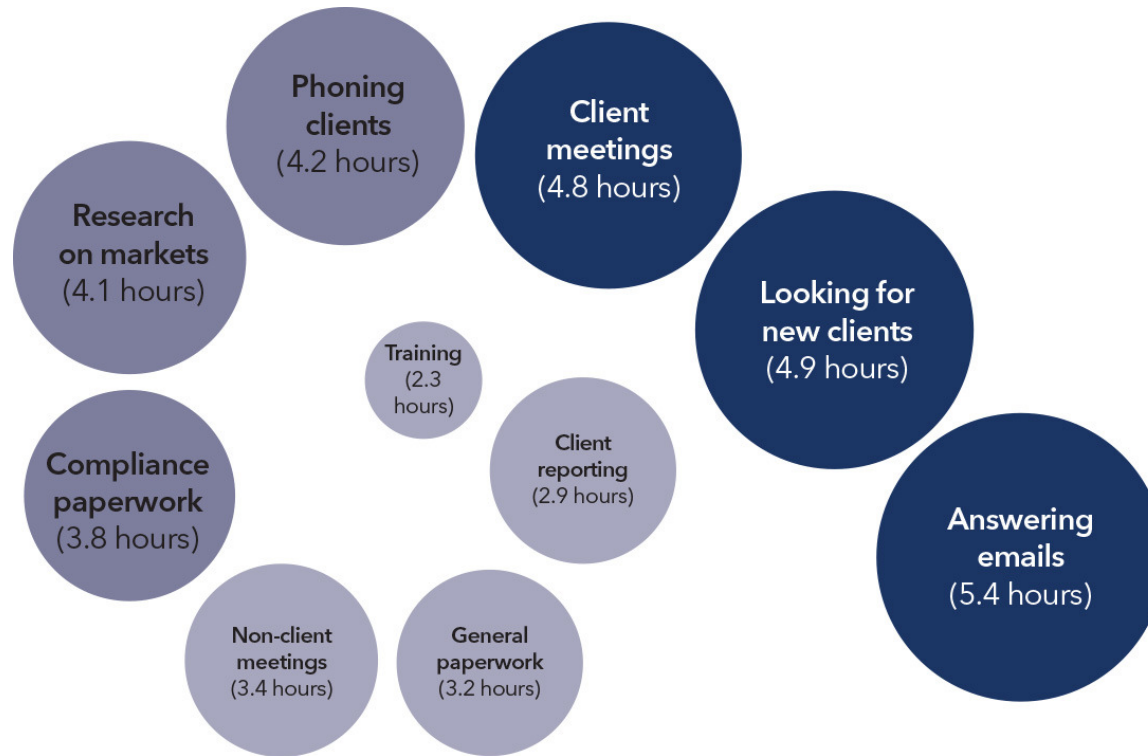 Phoning
clients
(4.2 hours)
Client
meetings
(4.8 hours)
Research
on markets
(4.1 hours)
Looking for
new clients
(4.9 hours)
Training
(2.3
hours)
Client
reporting
(2.9 hours)
Compliance
paperwork
(3.8 hours)
Answering
emails
(5.4 hours)
Non-client
meetings
(3.4 hours)
General
paperwork
(3.2 hours)